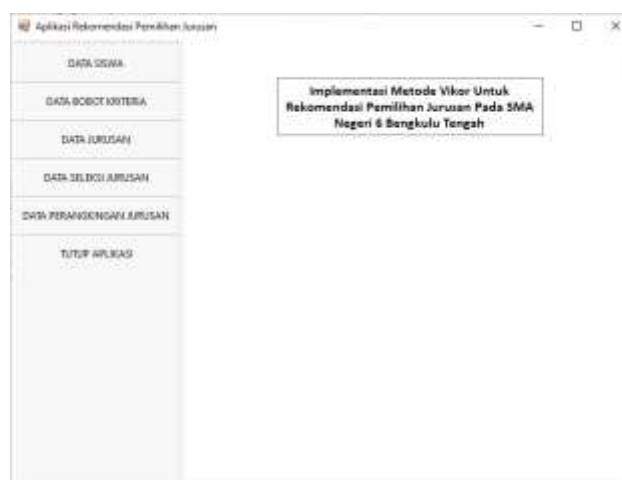 Aplikasi Rekomendasi Pemilihan Jurusan
DATA SISWA
DATA BOBOT KRITERIA
DATA JURUSAN
DATA SELEKSI JURUSAN
DATA PERANGKINGAN JURUSAN
TUTUP APLIKASI
Implementasi Metode Vikor Untuk
Rekomendasi Pemilihan Jurusan Pada SMA
Negeri 6 Bengkulu Tengah